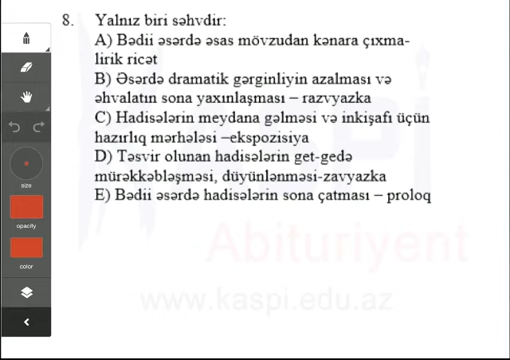 8. Yalnız biri səhvdir:
A) Bədii əsərdə əsas mövzudan kənara çıxma-
lirik ricət
B) Əsərdə dramatik gərginliyin azalması və
əhvalatın sona yaxınlaşması – razvyazka
C) Hadisələrin meydana gəlməsi və inkişafı üçün
hazırlıq mərhələsi –ekspozisiya
D) Təsvir olunan hadisələrin get-gedə
mürəkkəbləşməsi, düyünlənməsi-zavyazka
E) Bədii əsərdə hadisələrin sona çatması – proloq
size
opacity
color
kaspi
Abituriyent
www.kaspi.edu.az